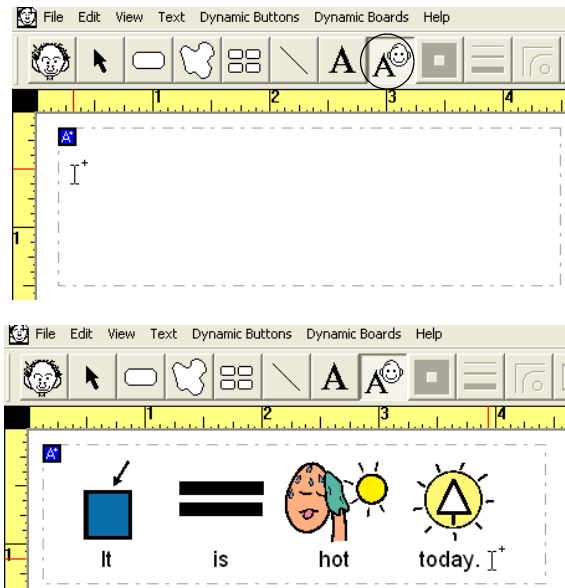 File Edit View Text Dynamic Buttons Dynamic Boards Help
A A
1 2 3 4
A+
1
File Edit View Text Dynamic Buttons Dynamic Boards Help
A A
1 2 3 4
A+
It is hot today.
1